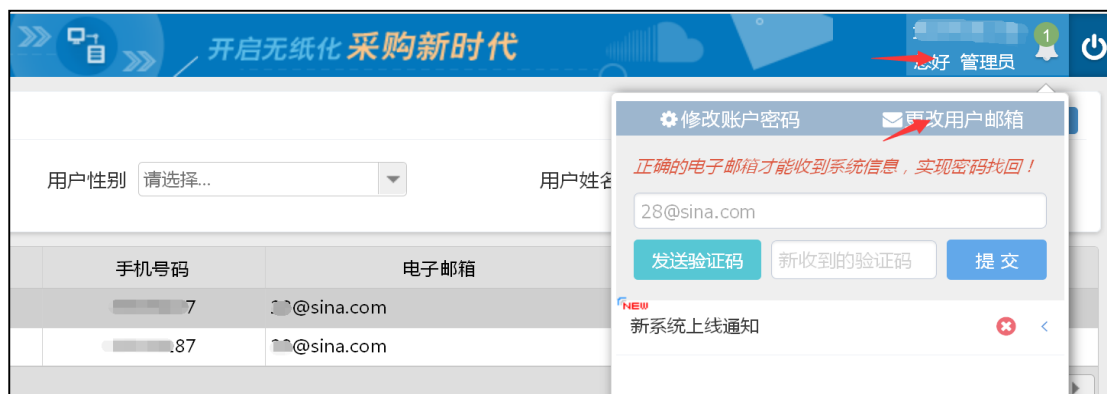 开启无纸化 采购新时代
1
您好 管理员
修改账户密码
更改用户邮箱
正确的电子邮箱才能收到系统信息，实现密码找回！
用户性别
请选择...
用户姓名
28@sina.com
发送验证码
新收到的验证码
提 交
手机号码
电子邮箱
7
@sina.com
NEW
新系统上线通知
87
@sina.com